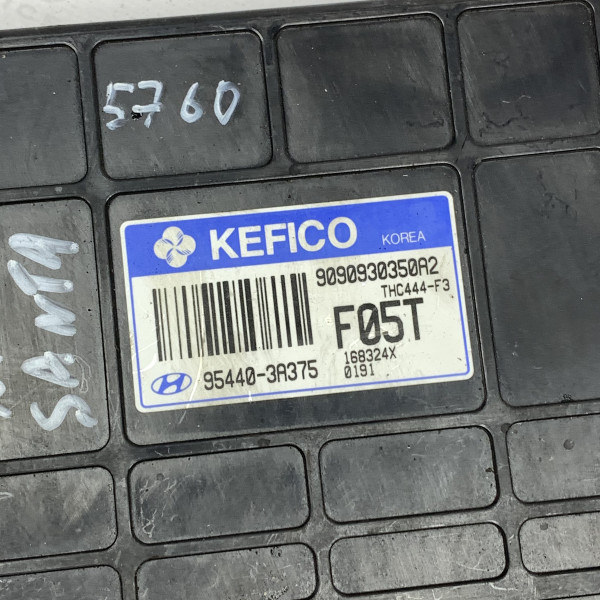 5760
SANTA
KEFICO KOREA
9090930350A2
THC444-F3
F05T
95440-3A375
168324X
0191